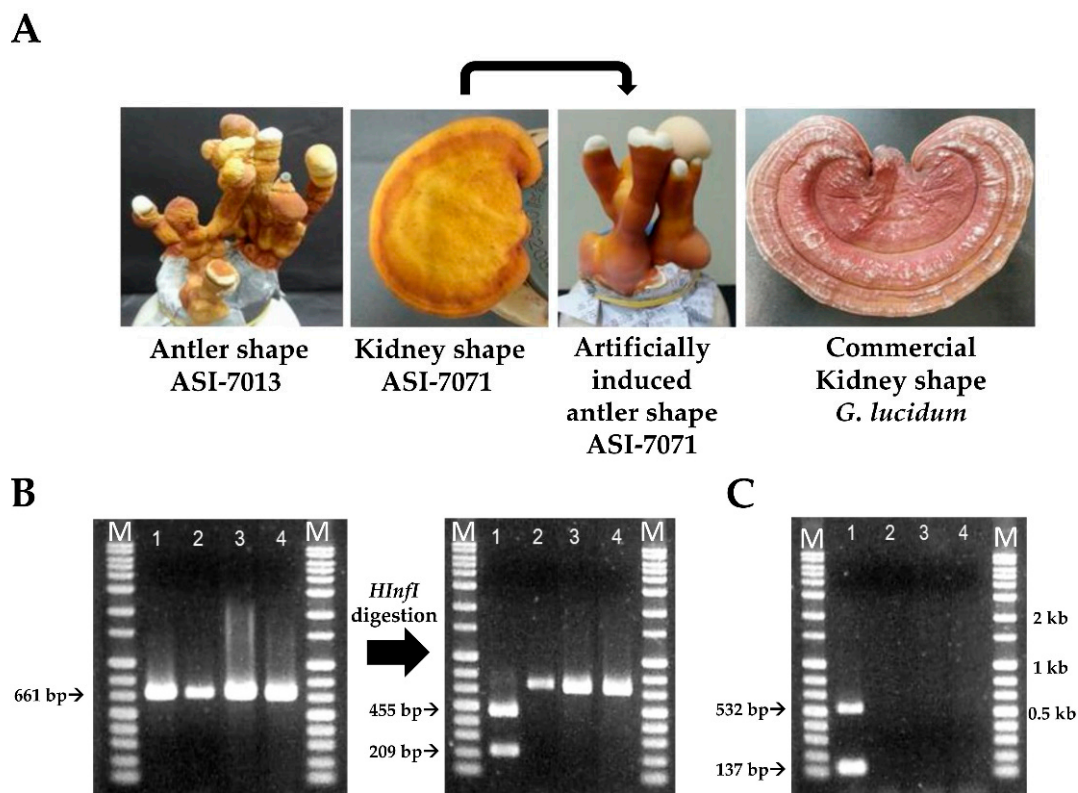 A
Antler shape
ASI-7013
Kidney shape
ASI-7071
Artificially
induced
antler shape
ASI-7071
Commercial
Kidney shape
G. lucidum
B
M 1 2 3 4 M
661 bp→
HInfI
digestion
M 1 2 3 4 M
455 bp→
209 bp→
C
M 1 2 3 4 M
2 kb
1 kb
532 bp→
0.5 kb
137 bp→